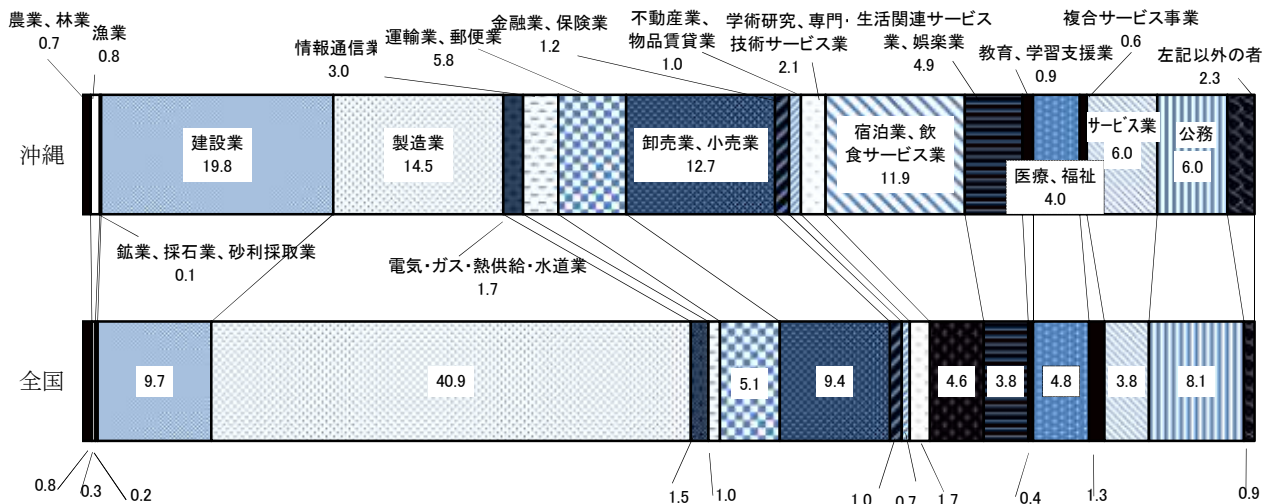 農業、林業
0.7
漁業
0.8
情報通信業
3.0
運輸業、郵便業
5.8
金融業、保険業
1.2
不動産業、
物品賃貸業
1.0
学術研究、専門・
技術サービス業
2.1
生活関連サービス
業、娯楽業
4.9
教育、学習支援業
0.9
複合サービス事業
0.6
左記以外の者
2.3
沖縄
建設業
19.8
製造業
14.5
卸売業、小売業
12.7
宿泊業、飲
食サービス業
11.9
医療、福祉
4.0
サービス業
6.0
公務
6.0
鉱業、採石業、砂利採取業
0.1
電気・ガス・熱供給・水道業
1.7
全国
9.7
40.9
5.1
9.4
4.6
3.8
4.8
3.8
8.1
0.8
0.3
0.2
1.5
1.0
1.0
0.7
1.7
0.4
1.3
0.9